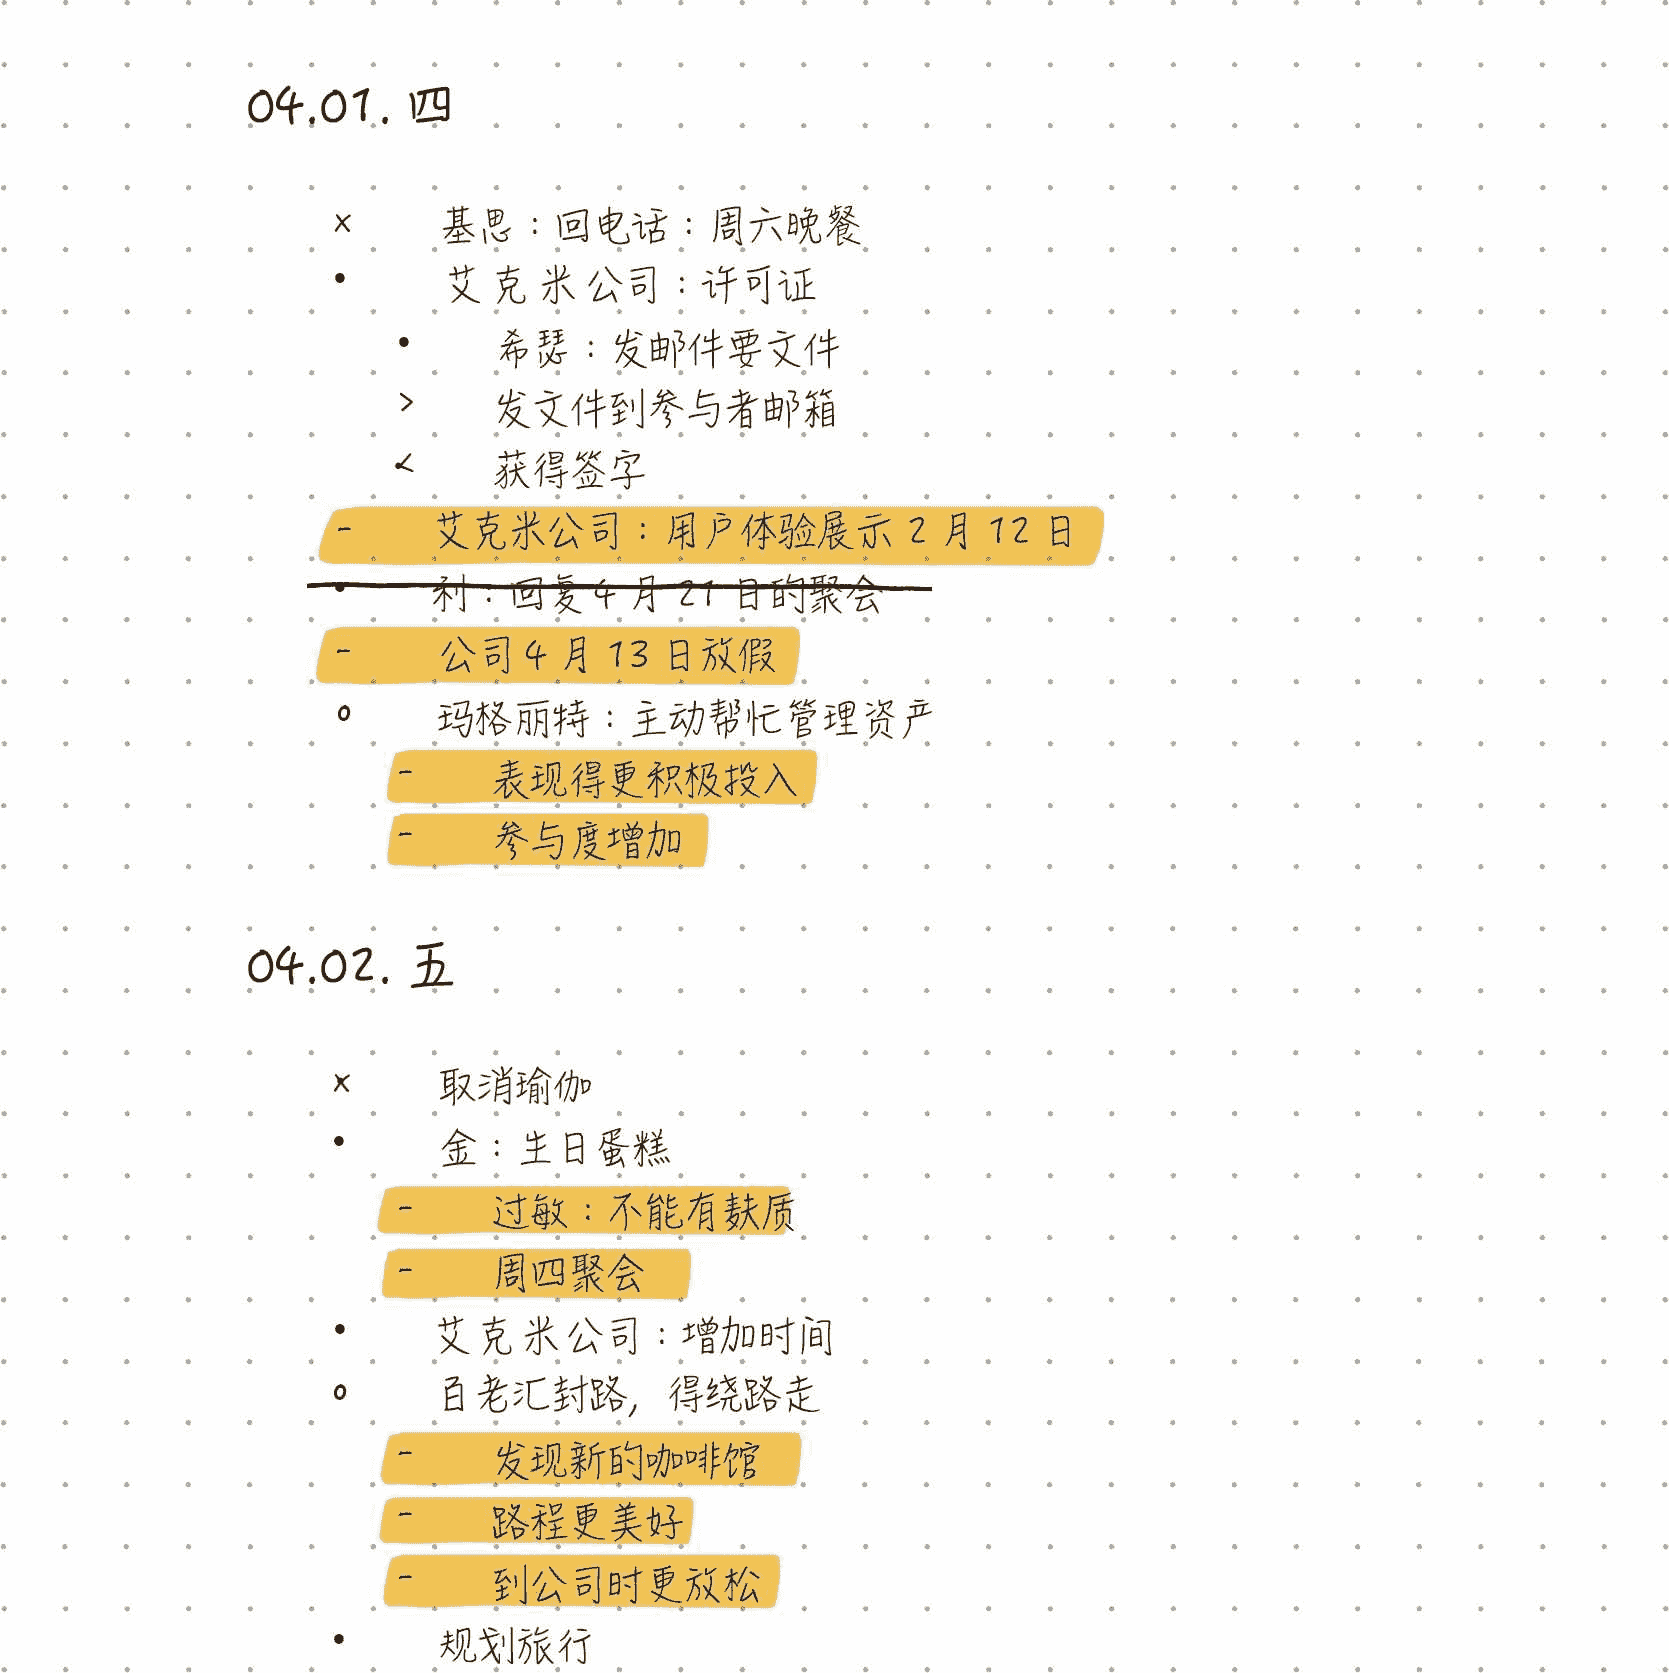 04.01. 四
× 基思：回电话：周六晚餐
• 艾克米公司：许可证
• 希瑟：发邮件要文件
> 发文件到参与者邮箱
< 获得签字
- 艾克米公司：用户体验展示2月12日
• 利：回复4月21日的聚会
- 公司4月13日放假
o 玛格丽特：主动帮忙管理资产
- 表现得更积极投入
- 参与度增加
04.02. 五
× 取消瑜伽
• 金：生日蛋糕
- 过敏：不能有麸质
- 周四聚会
• 艾克米公司：增加时间
o 百老汇封路，得绕路走
- 发现新的咖啡馆
- 路程更美好
- 到公司时更放松
• 规划旅行